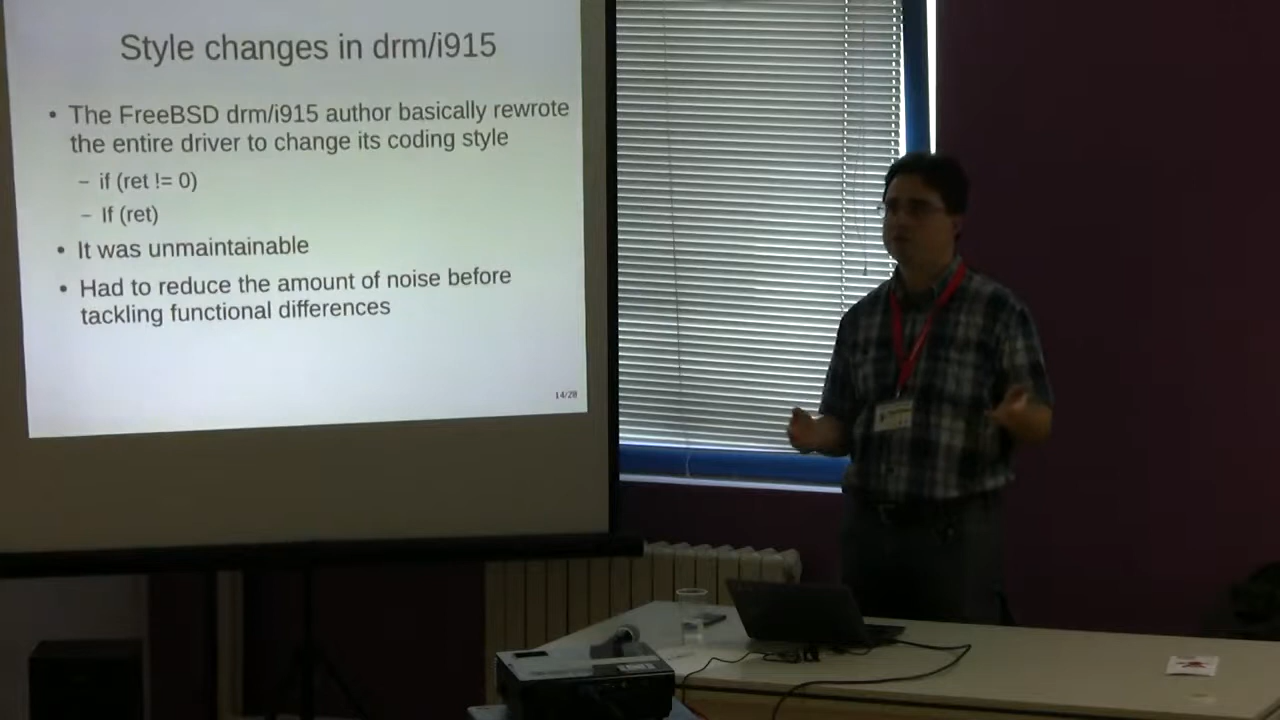 Style changes in drm/i915
• The FreeBSD drm/i915 author basically rewrote
the entire driver to change its coding style
– if (ret != 0)
– If (ret)
• It was unmaintainable
• Had to reduce the amount of noise before
tackling functional differences
14/28